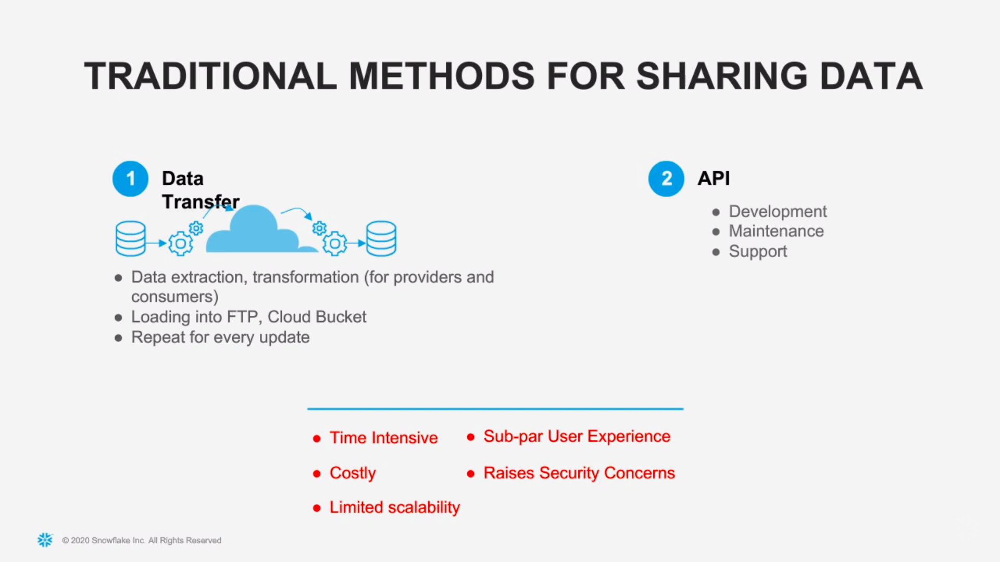 TRADITIONAL METHODS FOR SHARING DATA
1
Data
Transfer
● Data extraction, transformation (for providers and
consumers)
● Loading into FTP, Cloud Bucket
● Repeat for every update
2
API
● Development
● Maintenance
● Support
● Time Intensive
● Costly
● Limited scalability
● Sub-par User Experience
● Raises Security Concerns
© 2020 Snowflake Inc. All Rights Reserved